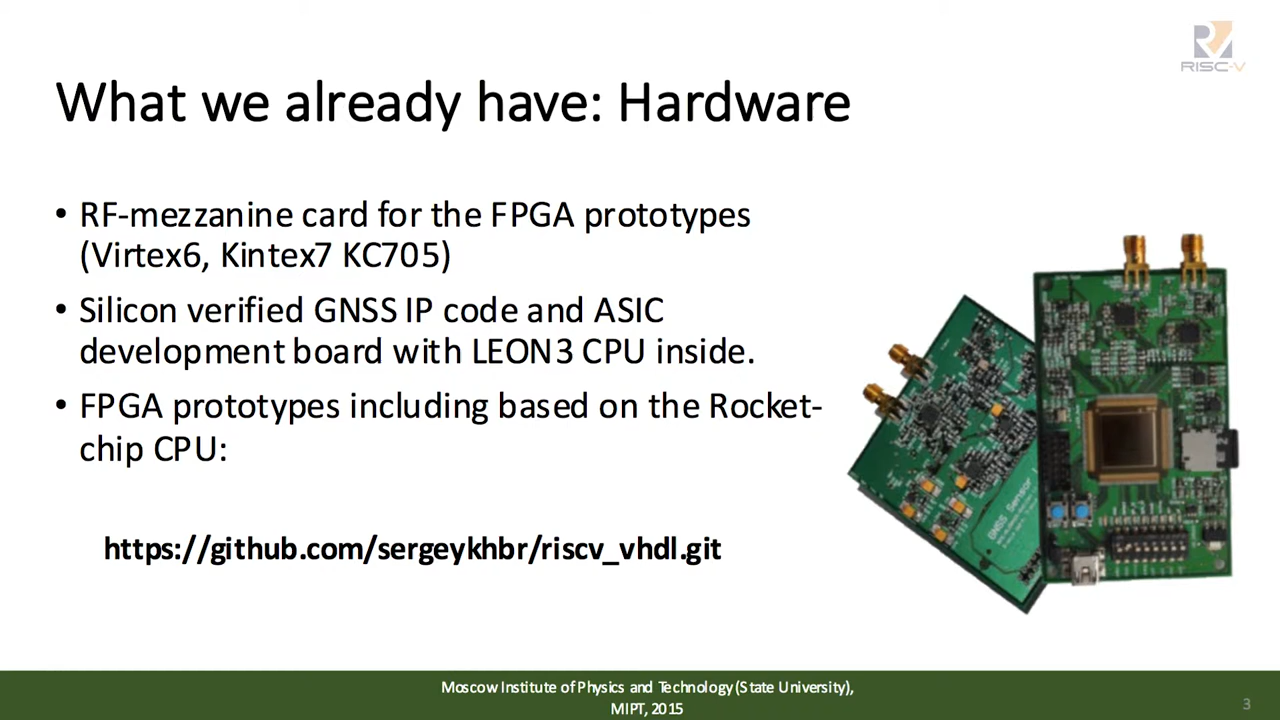 RISC-V
What we already have: Hardware
• RF-mezzanine card for the FPGA prototypes
(Virtex6, Kintex7 KC705)
• Silicon verified GNSS IP code and ASIC
development board with LEON3 CPU inside.
• FPGA prototypes including based on the Rocket-
chip CPU:
https://github.com/sergeykhbr/riscv_vhdl.git
GNSS Sensor
Moscow Institute of Physics and Technology (State University),
MIPT, 2015
3